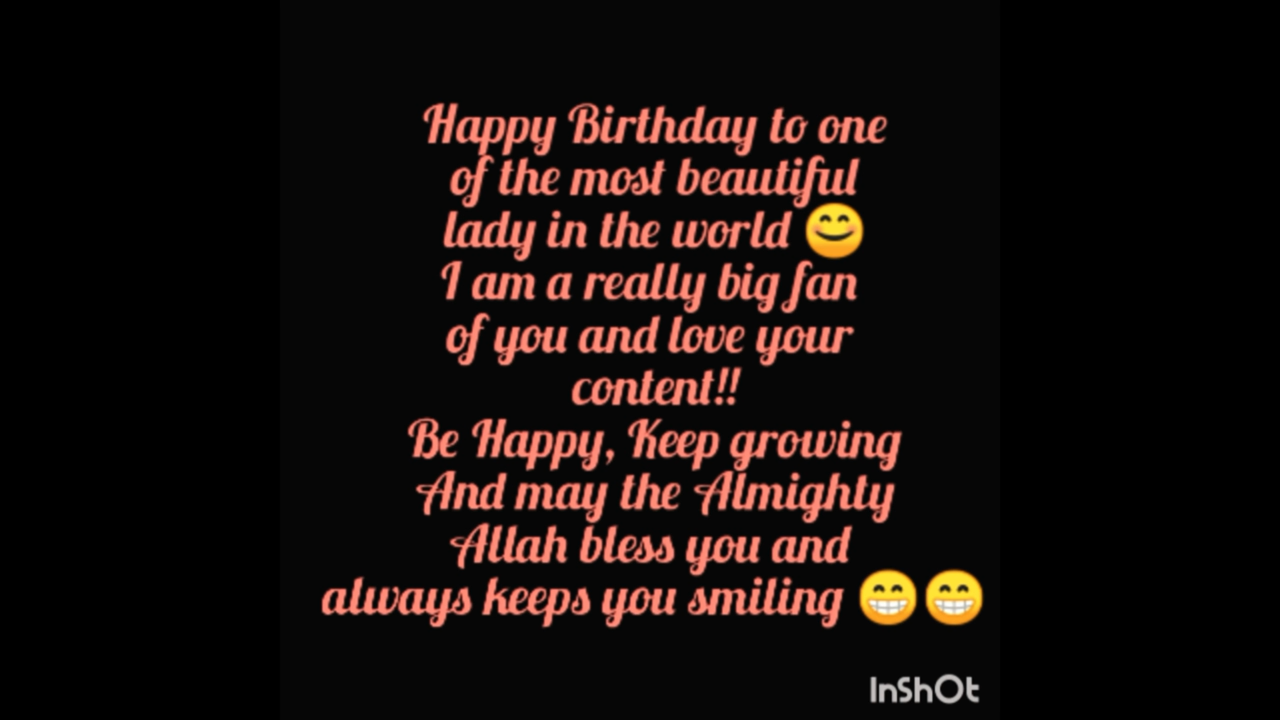 Happy Birthday to one
of the most beautiful
lady in the world 😊
I am a really big fan
of you and love your
content!!
Be Happy, Keep growing
And may the Almighty
Allah bless you and
always keeps you smiling 😁😁
InShOt